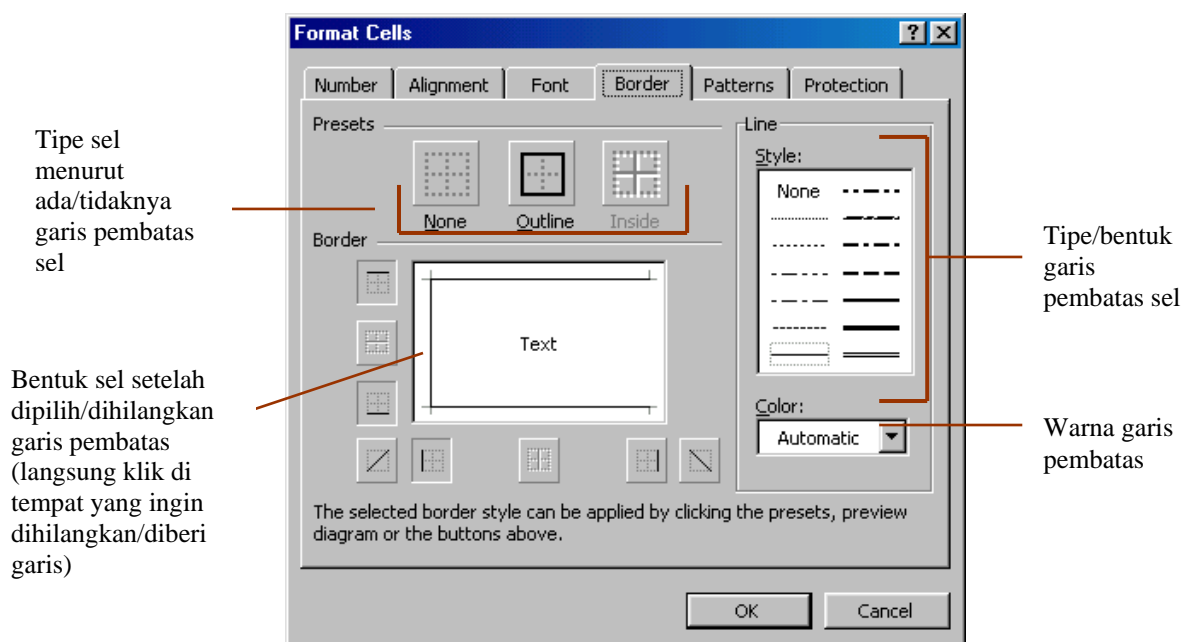 Format Cells
Number
Alignment
Font
Border
Patterns
Protection
Presets
None
Outline
Inside
Border
Text
Line
Style:
None
Color:
Automatic
The selected border style can be applied by clicking the presets, preview
diagram or the buttons above.
OK
Cancel
Tipe sel
menurut
ada/tidaknya
garis pembatas
sel
Bentuk sel setelah
dipilih/dihilangkan
garis pembatas
(langsung klik di
tempat yang ingin
dihilangkan/diberi
garis)
Tipe/bentuk
garis
pembatas sel
Warna garis
pembatas